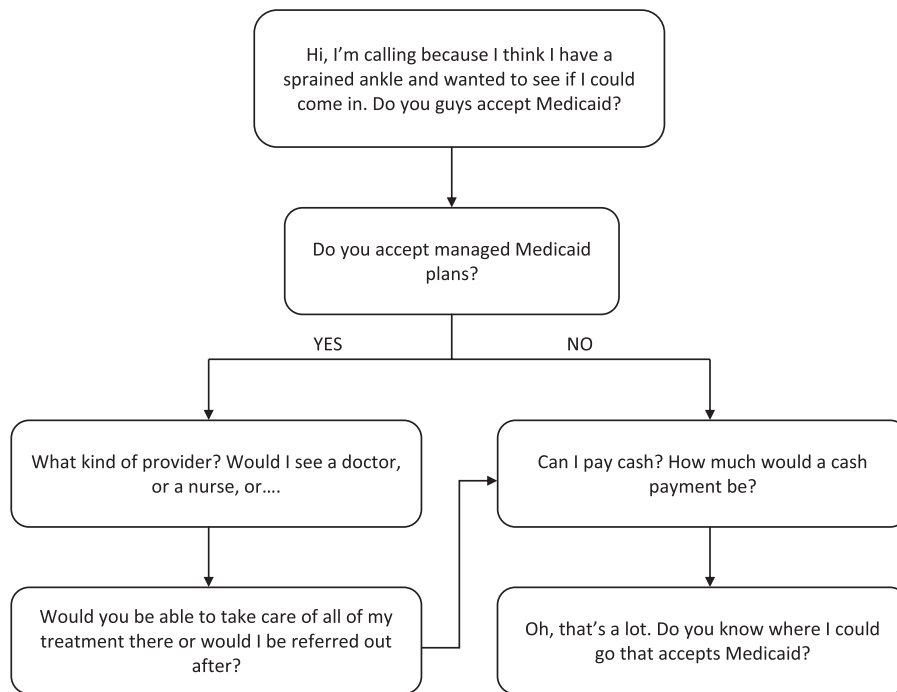 Hi, I’m calling because I think I have a
sprained ankle and wanted to see if I could
come in. Do you guys accept Medicaid?
Do you accept managed Medicaid
plans?
YES
NO
What kind of provider? Would I see a doctor,
or a nurse, or....
Can I pay cash? How much would a cash
payment be?
Would you be able to take care of all of my
treatment there or would I be referred out
after?
Oh, that’s a lot. Do you know where I could
go that accepts Medicaid?